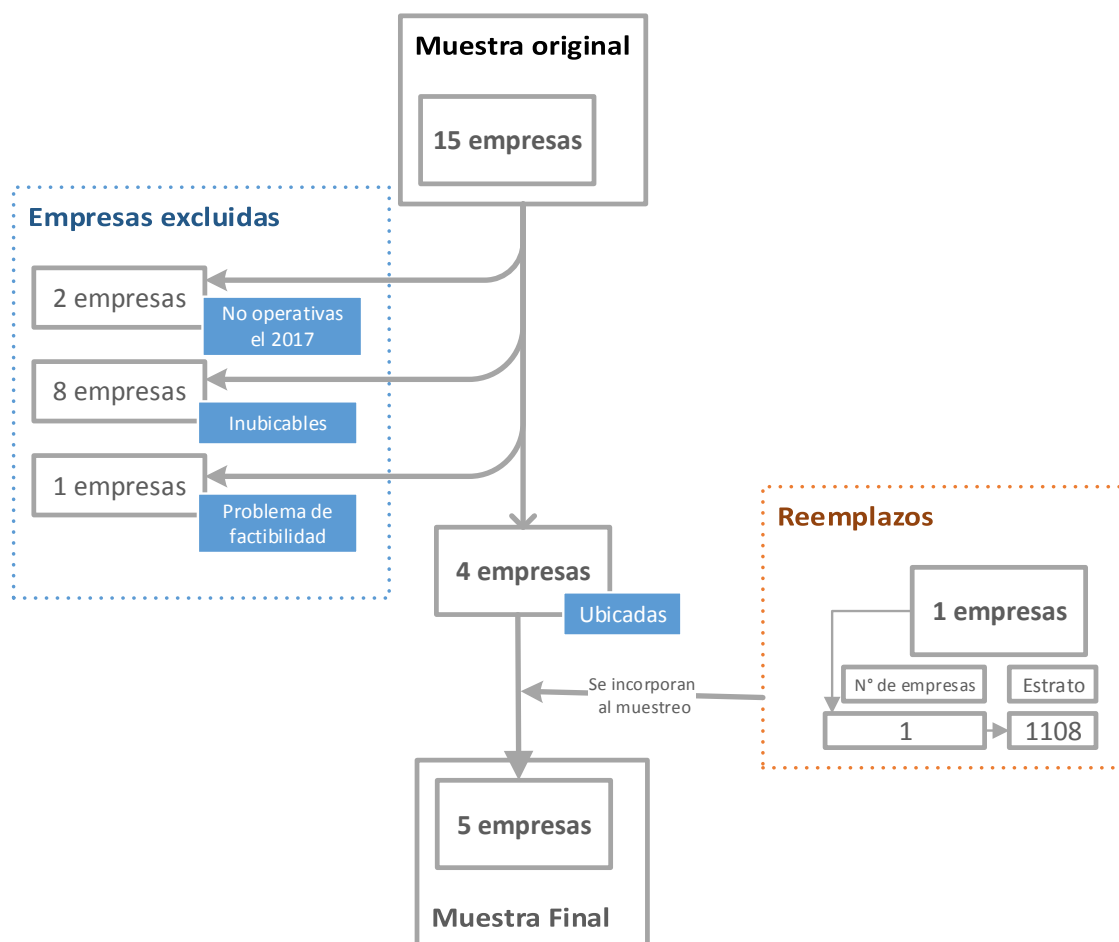 Muestra original
15 empresas
Empresas excluidas
2 empresas
No operativas
el 2017
8 empresas
Inubicables
1 empresas
Problema de
factibilidad
4 empresas
Ubicadas
Reemplazos
1 empresas
N° de empresas
Estrato
1
1108
Se incorporan
al muestreo
5 empresas
Muestra Final